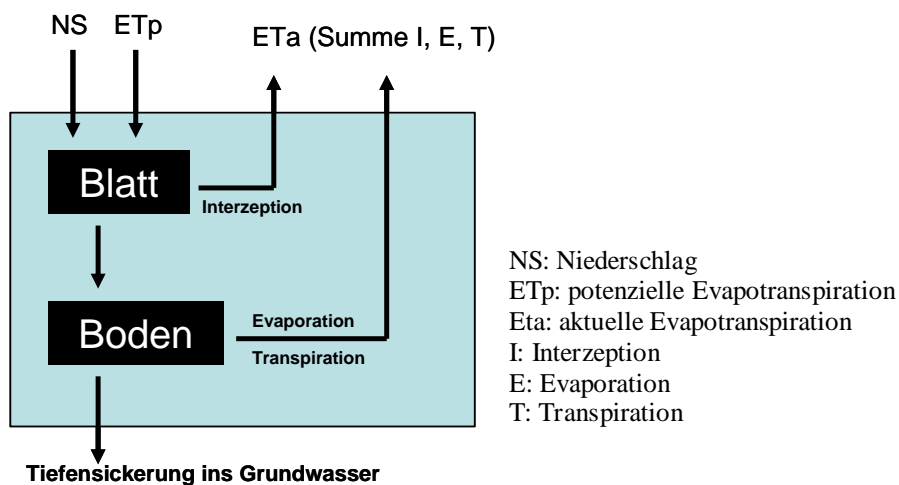 NS ETp ETa (Summe I, E, T)
Blatt
Interzeption
Boden
Evaporation
Transpiration
Tiefensickerung ins Grundwasser
NS: Niederschlag
ETp: potenzielle Evapotranspiration
Eta: aktuelle Evapotranspiration
I: Interzeption
E: Evaporation
T: Transpiration